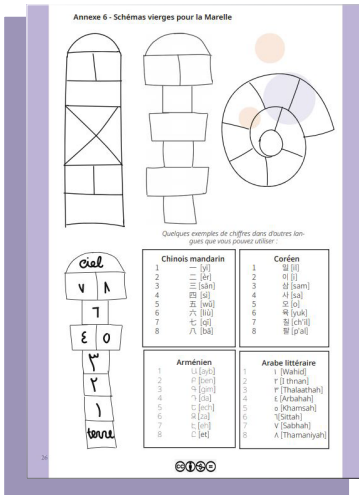 Annexe 6 - Schémas vierges pour la Marelle
Quelques exemples de chiffres dans d'autres lan-
gues que vous pouvez utiliser :
ciel
٧ ٨
٦
٤ ٥
٣
٢
١
terre
Chinois mandarin
1 一 [yī]
2 二 [èr]
3 三 [sān]
4 四 [sì]
5 五 [wǔ]
6 六 [liù]
7 七 [qī]
8 八 [bā]
Coréen
1 일 [il]
2 이 [i]
3 삼 [sam]
4 사 [sa]
5 오 [o]
6 육 [yuk]
7 칠 [ch'il]
8 팔 [p'al]
Arménien
1 Ա [ayb]
2 Բ [ben]
3 Գ [gim]
4 Դ [da]
5 Ե [ech]
6 Զ [za]
7 Է [eh]
8 Ը [et]
Arabe littéraire
1 ١ [Wahid]
2 ٢ [I thnan]
3 ٣ [Thalaathah]
4 ٤ [Arbahah]
5 ٥ [Khamsah]
6 ٦ [Sittah]
7 ٧ [Sabhah]
8 ٨ [Thamaniyah]